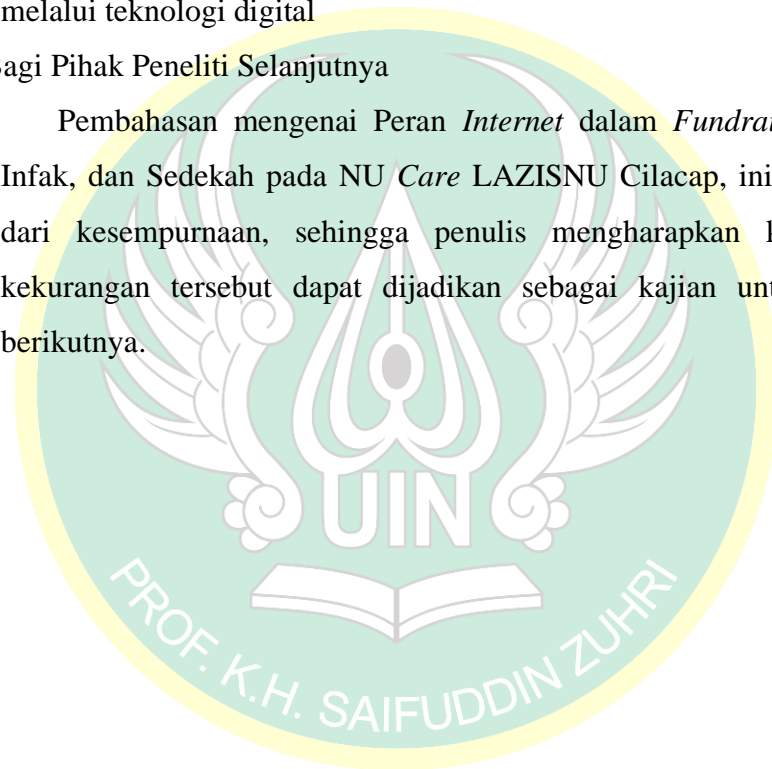 melalui teknologi digital
Bagi Pihak Peneliti Selanjutnya
Pembahasan mengenai Peran Internet dalam
Infak, dan Sedekah pada NU Care LAZISNU Cilacap, ini
dari kesempurnaan, sehingga penulis mengharapkan
kekurangan tersebut dapat dijadikan sebagai kajian
berikutnya.
UIN
PROF. K.H. SAIFUDDIN ZUHRI